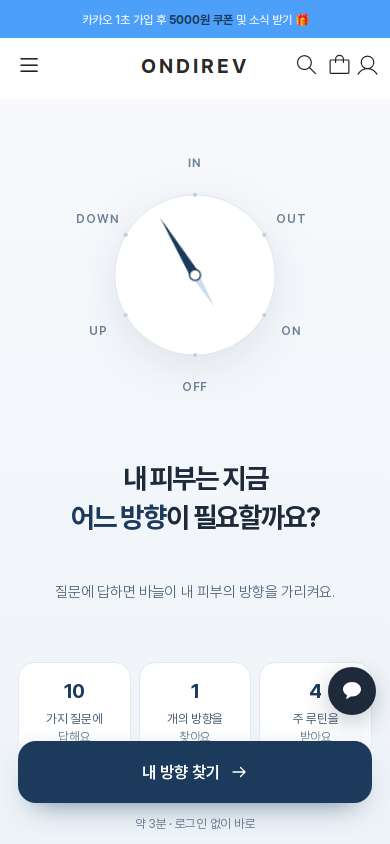 카카오 1초 가입 후 5000원 쿠폰 및 소식 받기 🎁
ONDIREV
IN
DOWN
OUT
UP
ON
OFF
내 피부는 지금
어느 방향이 필요할까요?
질문에 답하면 바늘이 내 피부의 방향을 가리켜요.
10
가지 질문에
답해요
1
개의 방향을
찾아요
4
주 루틴을
받아요
내 방향 찾기 →
약 3분 · 로그인 없이 바로